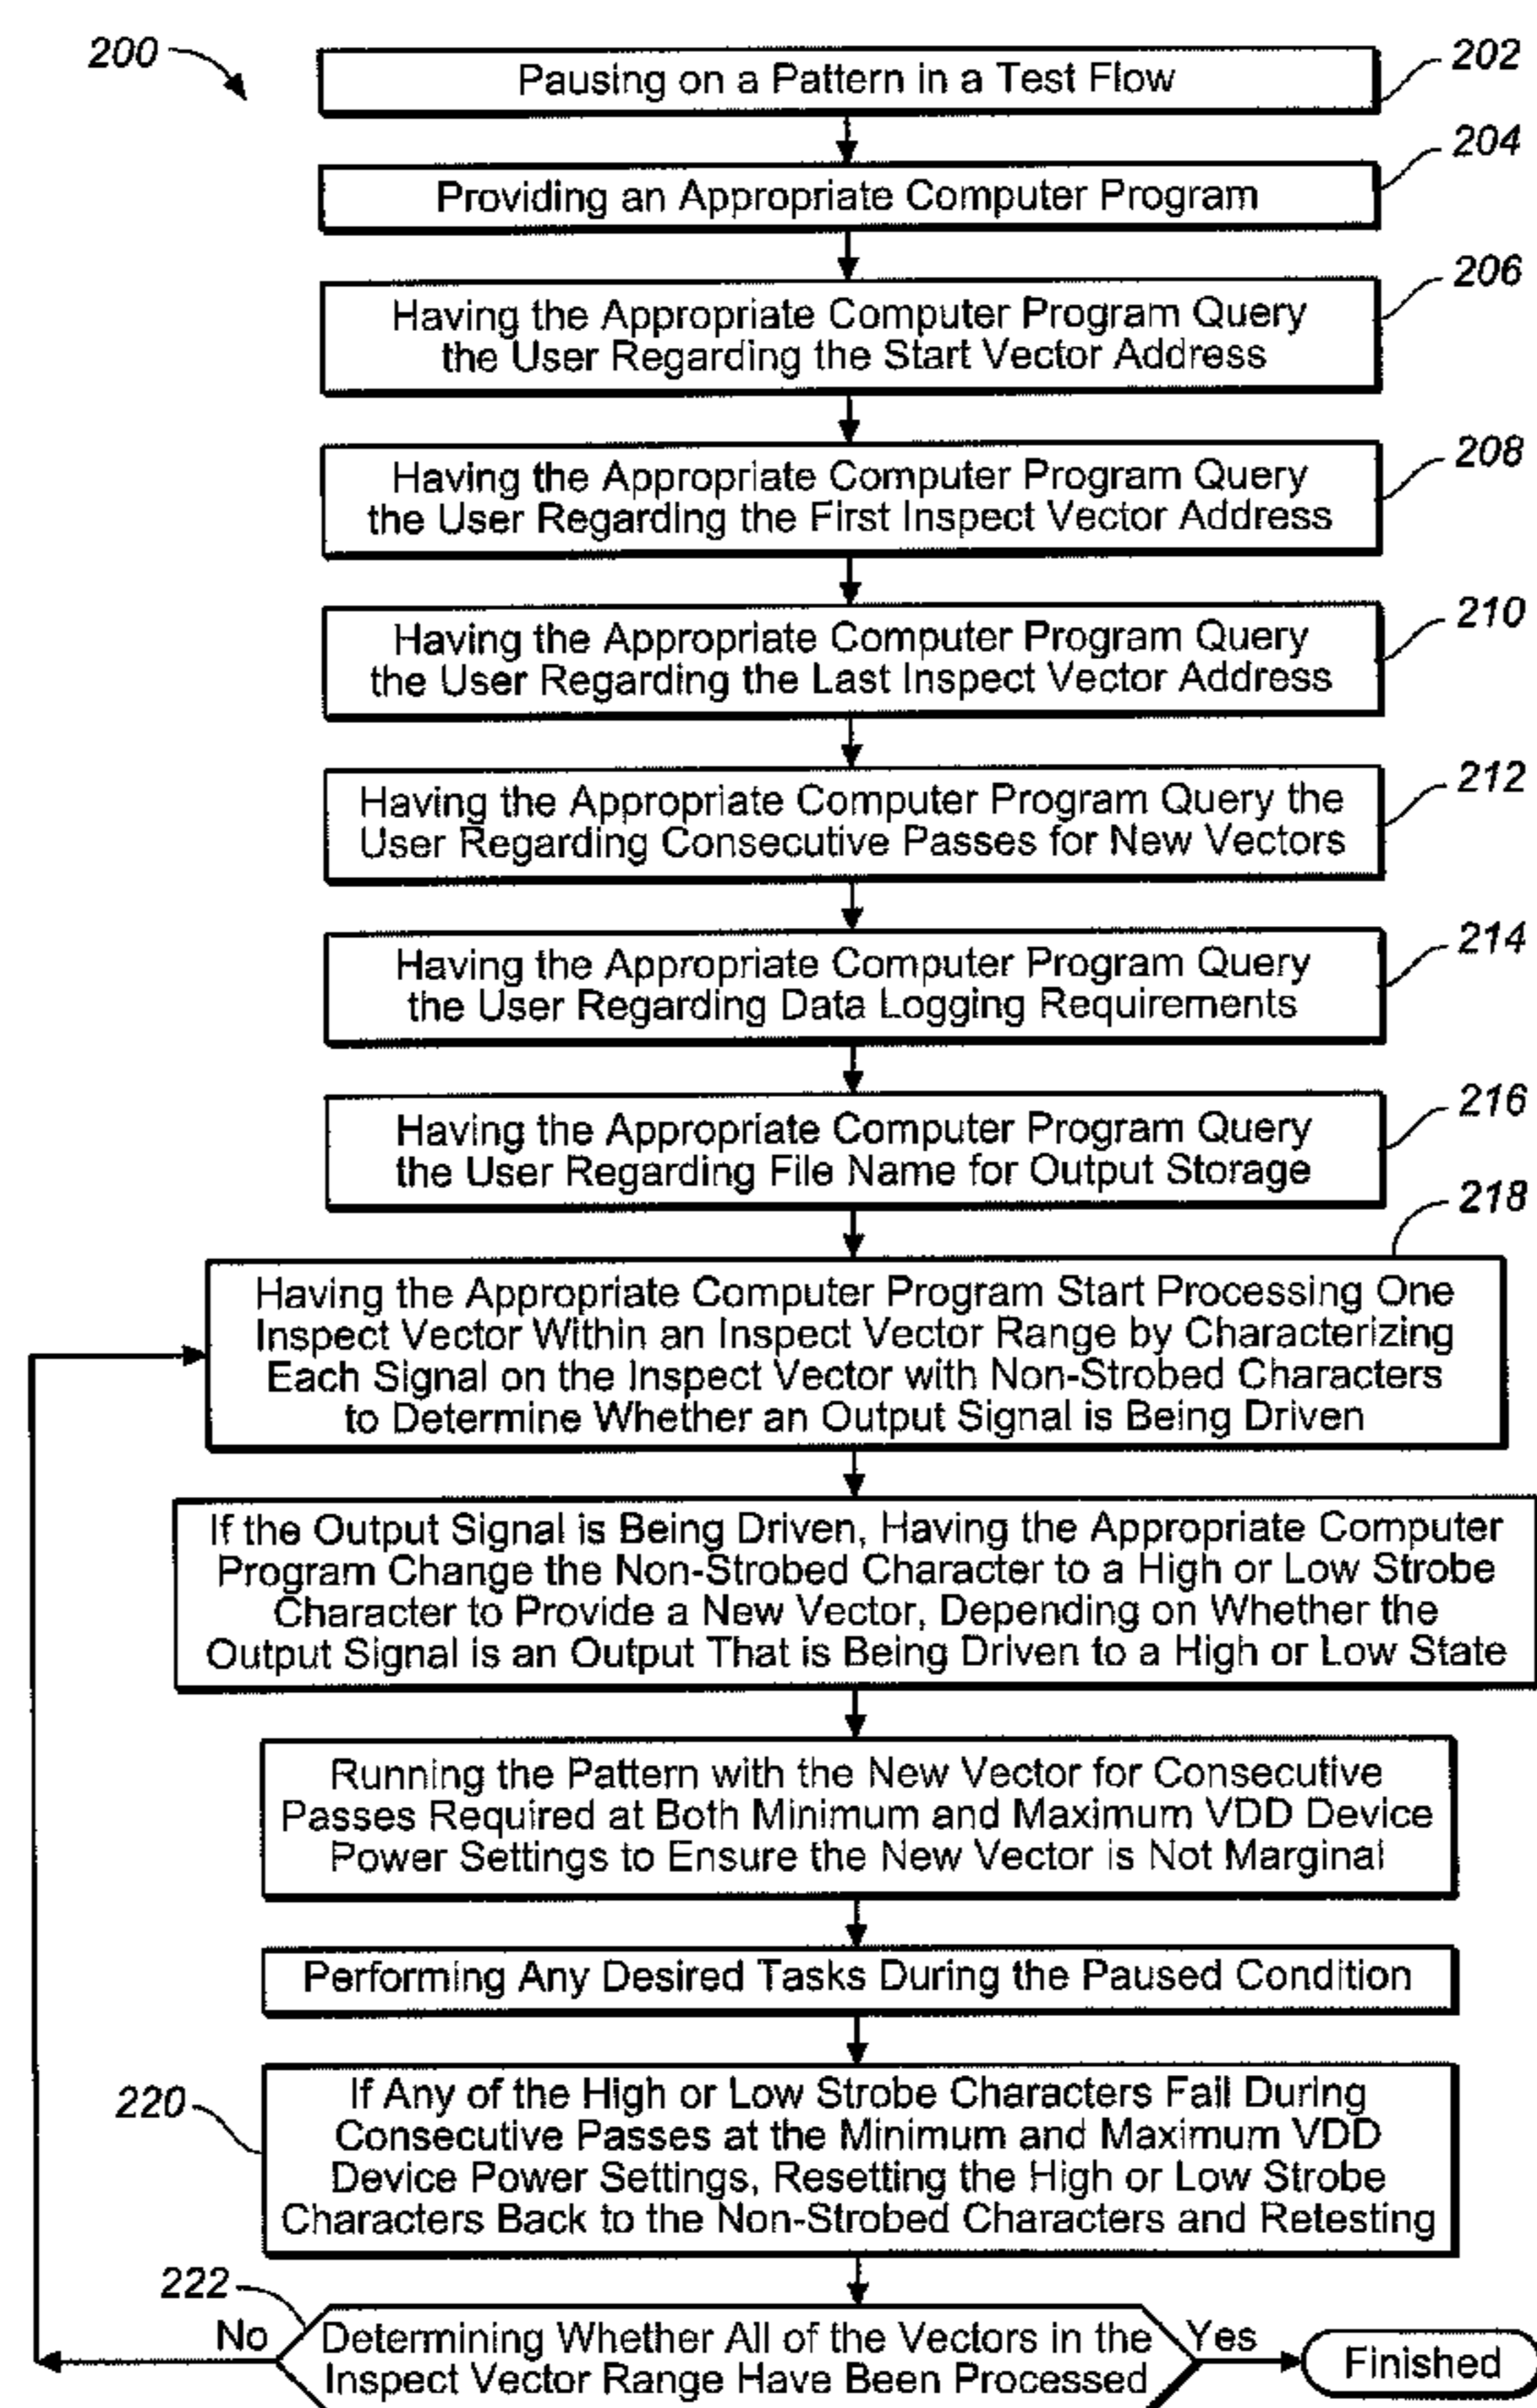 200
202
Pausing on a Pattern in a Test Flow
204
Providing an Appropriate Computer Program
206
Having the Appropriate Computer Program Query
the User Regarding the Start Vector Address
208
Having the Appropriate Computer Program Query
the User Regarding the First Inspect Vector Address
210
Having the Appropriate Computer Program Query
the User Regarding the Last Inspect Vector Address
212
Having the Appropriate Computer Program Query the
User Regarding Consecutive Passes for New Vectors
214
Having the Appropriate Computer Program Query
the User Regarding Data Logging Requirements
216
Having the Appropriate Computer Program Query
the User Regarding File Name for Output Storage
218
Having the Appropriate Computer Program Start Processing One
Inspect Vector Within an Inspect Vector Range by Characterizing
Each Signal on the Inspect Vector with Non-Strobed Characters
to Determine Whether an Output Signal is Being Driven
If the Output Signal is Being Driven, Having the Appropriate Computer
Program Change the Non-Strobed Character to a High or Low Strobe
Character to Provide a New Vector, Depending on Whether the
Output Signal is an Output That is Being Driven to a High or Low State
Running the Pattern with the New Vector for Consecutive
Passes Required at Both Minimum and Maximum VDD Device
Power Settings to Ensure the New Vector is Not Marginal
Performing Any Desired Tasks During the Paused Condition
220
If Any of the High or Low Strobe Characters Fail During
Consecutive Passes at the Minimum and Maximum VDD
Device Power Settings, Resetting the High or Low Strobe
Characters Back to the Non-Strobed Characters and Retesting
222
No
Determining Whether All of the Vectors in the
Inspect Vector Range Have Been Processed
Yes
Finished